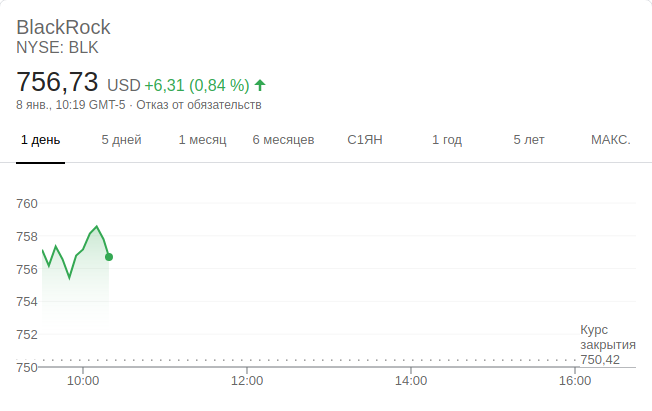 BlackRock
NYSE: BLK
756,73 USD +6,31 (0,84 %)
8 янв., 10:19 GMT-5 · Отказ от обязательств
1 день 5 дней 1 месяц 6 месяцев С1ЯН 1 год 5 лет МАКС.
760
758
756
754
752
750
Курс
закрытия
750,42
10:00 12:00 14:00 16:00